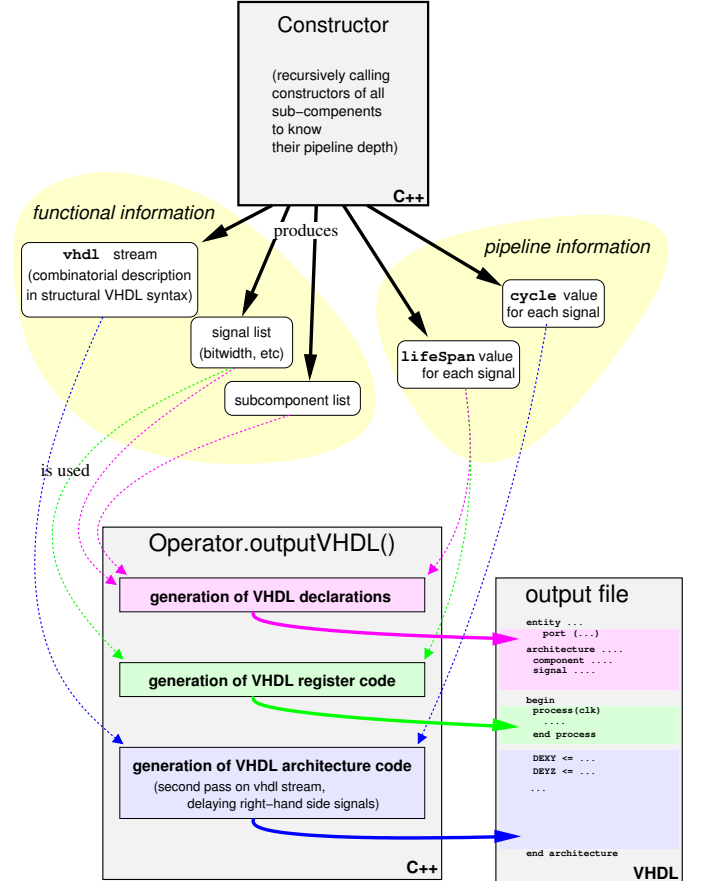 Constructor
(recursively calling
constructors of all
sub-compenents
to know
their pipeline depth)
C++
functional information
produces
pipeline information
vhdl stream
(combinatorial description
in structural VHDL syntax)
cycle value
for each signal
signal list
(bitwidth, etc)
lifeSpan value
for each signal
subcomponent list
is used
Operator.outputVHDL()
generation of VHDL declarations
generation of VHDL register code
generation of VHDL architecture code
(second pass on vhdl stream,
delaying right-hand side signals)
C++
output file
entity ...
port (...)
architecture ....
component ....
signal ....
begin
process(clk)
....
end process
DEXY <= ...
DEYZ <= ...
...
end architecture
VHDL